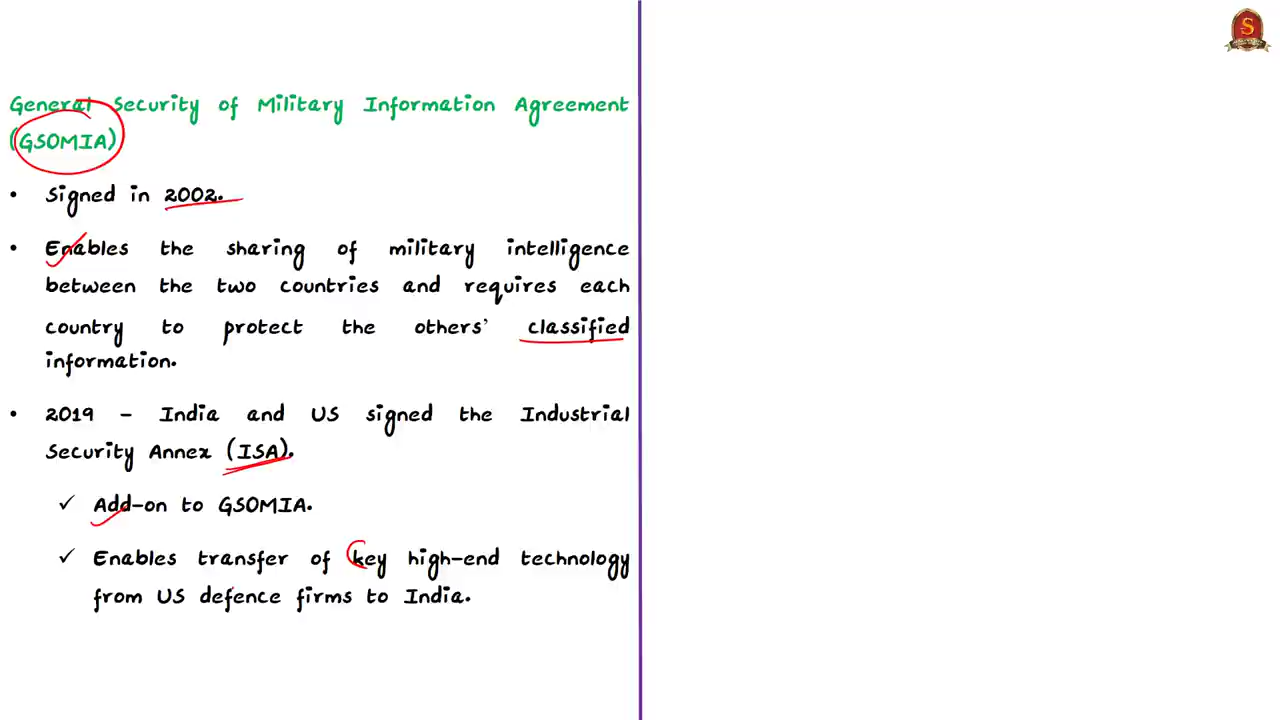 General Security of Military Information Agreement
(GSOMIA)
• Signed in 2002.
• Enables the sharing of military intelligence
between the two countries and requires each
country to protect the others' classified
information.
• 2019 – India and US signed the Industrial
Security Annex (ISA).
✓ Add-on to GSOMIA.
✓ Enables transfer of key high-end technology
from US defence firms to India.
S